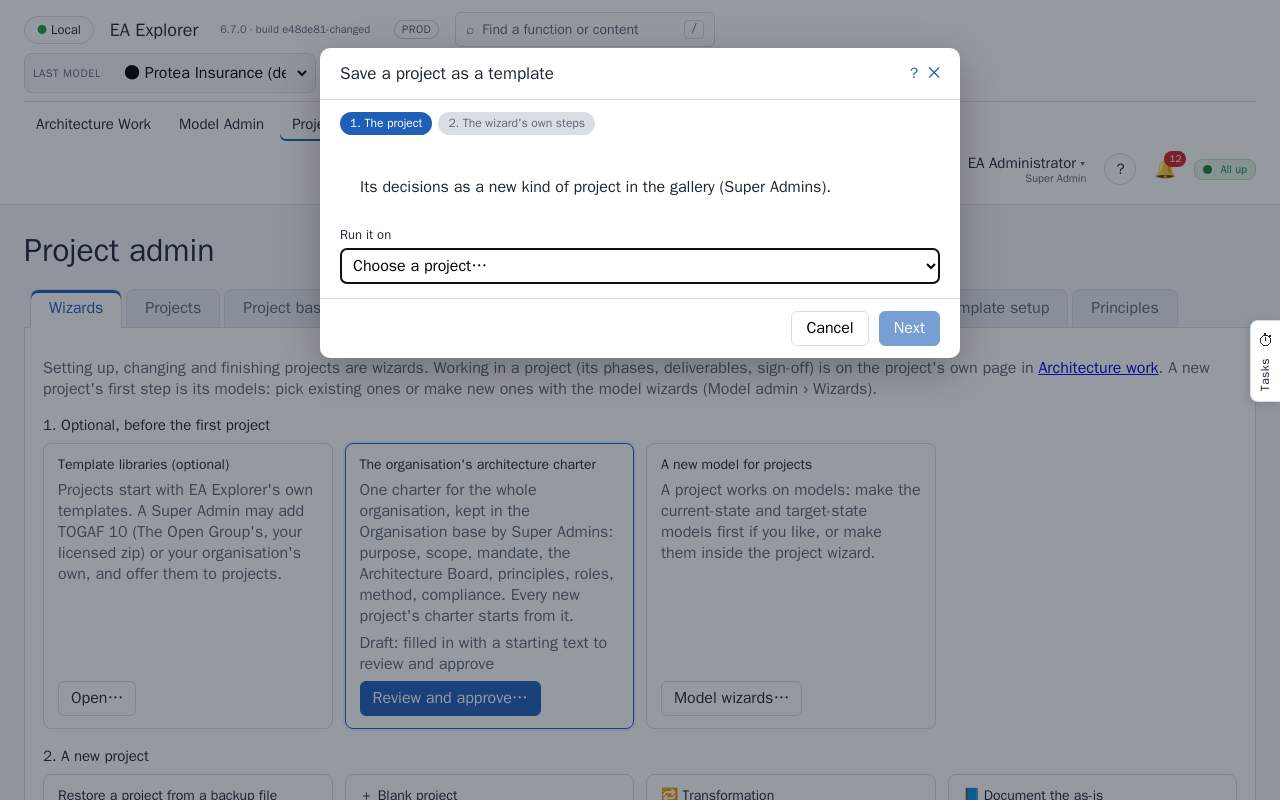 Local
EA Explorer
6.7.0 · build e48de81-changed
PROD
Find a function or content
/
LAST MODEL
Protea Insurance (de
Architecture Work
Model Admin
Proje
EA Administrator
Super Admin
?
12
All up
Save a project as a template
?
1. The project
2. The wizard's own steps
Its decisions as a new kind of project in the gallery (Super Admins).
Run it on
Choose a project…
Cancel
Next
Project admin
Wizards
Projects
Project bas
mplate setup
Principles
Tasks
Setting up, changing and finishing projects are wizards. Working in a project (its phases, deliverables, sign-off) is on the project's own page in Architecture work. A new
project's first step is its models: pick existing ones or make new ones with the model wizards (Model admin › Wizards).
1. Optional, before the first project
Template libraries (optional)
Projects start with EA Explorer's own
templates. A Super Admin may add
TOGAF 10 (The Open Group's, your
licensed zip) or your organisation's
own, and offer them to projects.
Open…
The organisation's architecture charter
One charter for the whole
organisation, kept in the
Organisation base by Super Admins:
purpose, scope, mandate, the
Architecture Board, principles, roles,
method, compliance. Every new
project's charter starts from it.
Draft: filled in with a starting text to
review and approve
Review and approve…
A new model for projects
A project works on models: make the
current-state and target-state
models first if you like, or make
them inside the project wizard.
Model wizards…
2. A new project
Restore a project from a backup file
+ Blank project
Transformation
Document the as-is